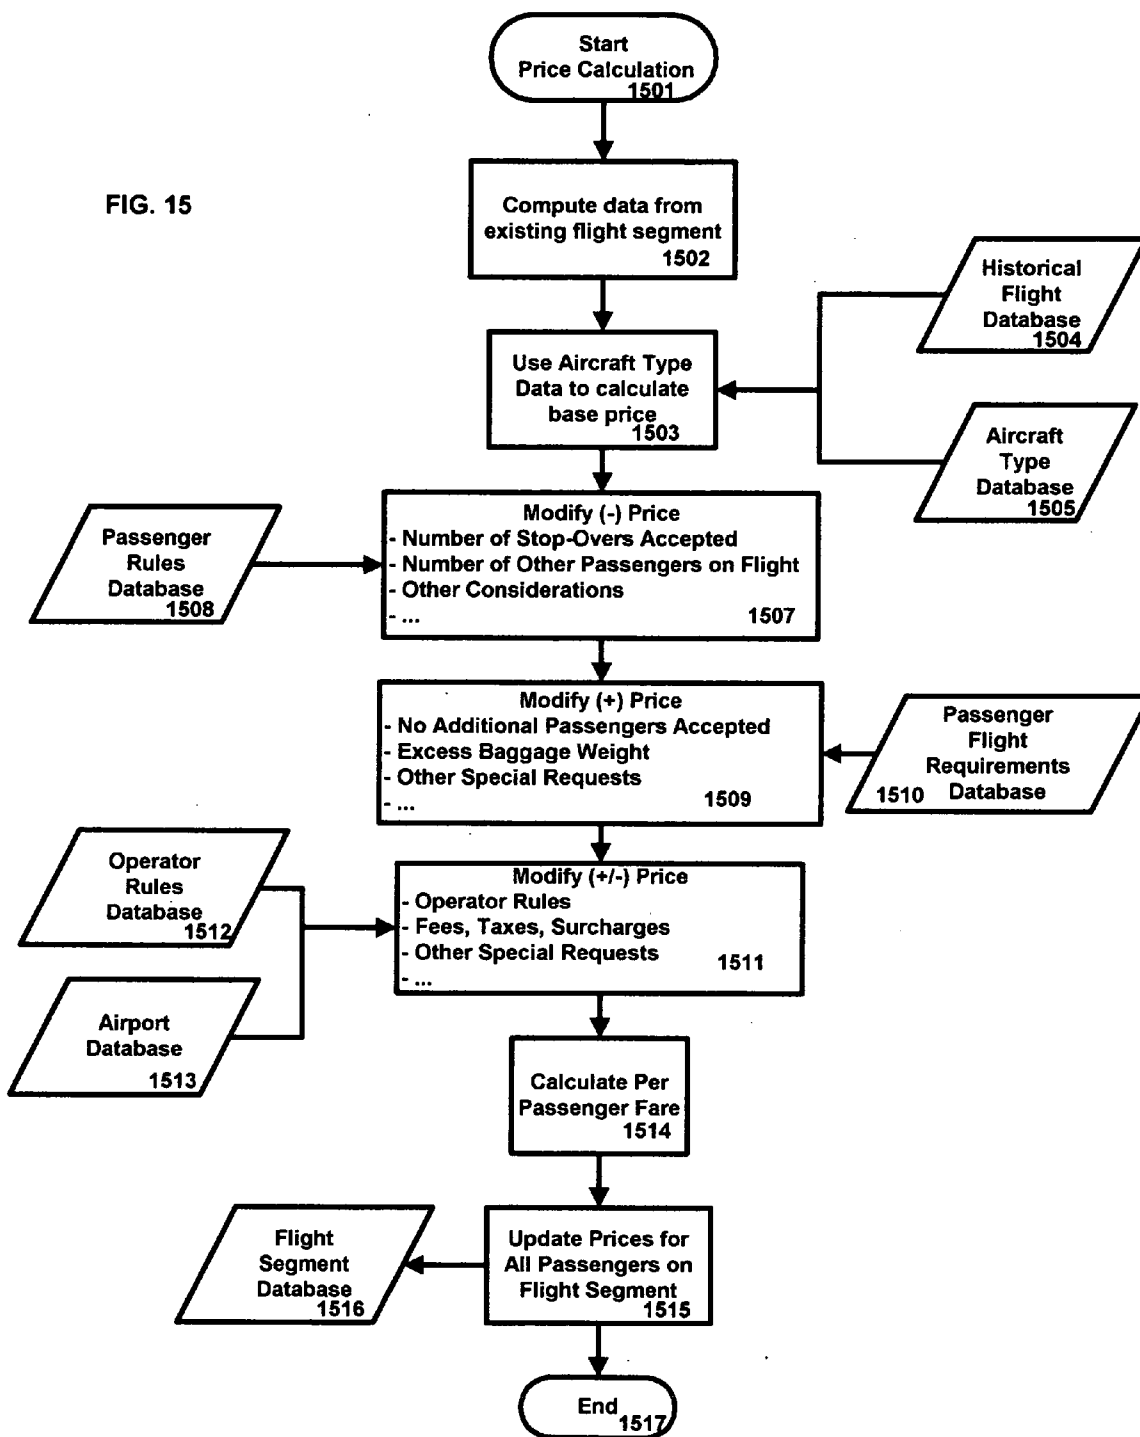 Start
Price Calculation
1501
FIG. 15
Compute data from
existing flight segment
1502
Historical
Flight
Database
1504
Use Aircraft Type
Data to calculate
base price
1503
Aircraft
Type
Database
1505
Passenger
Rules
Database
1508
Modify (-) Price
- Number of Stop-Overs Accepted
- Number of Other Passengers on Flight
- Other Considerations
- ...
1507
Modify (+) Price
- No Additional Passengers Accepted
- Excess Baggage Weight
- Other Special Requests
- ...
1509
Passenger
Flight
Requirements
Database
1510
Operator
Rules
Database
1512
Modify (+/-) Price
- Operator Rules
- Fees, Taxes, Surcharges
- Other Special Requests
- ...
1511
Airport
Database
1513
Calculate Per
Passenger Fare
1514
Flight
Segment
Database
1516
Update Prices for
All Passengers on
Flight Segment
1515
End
1517